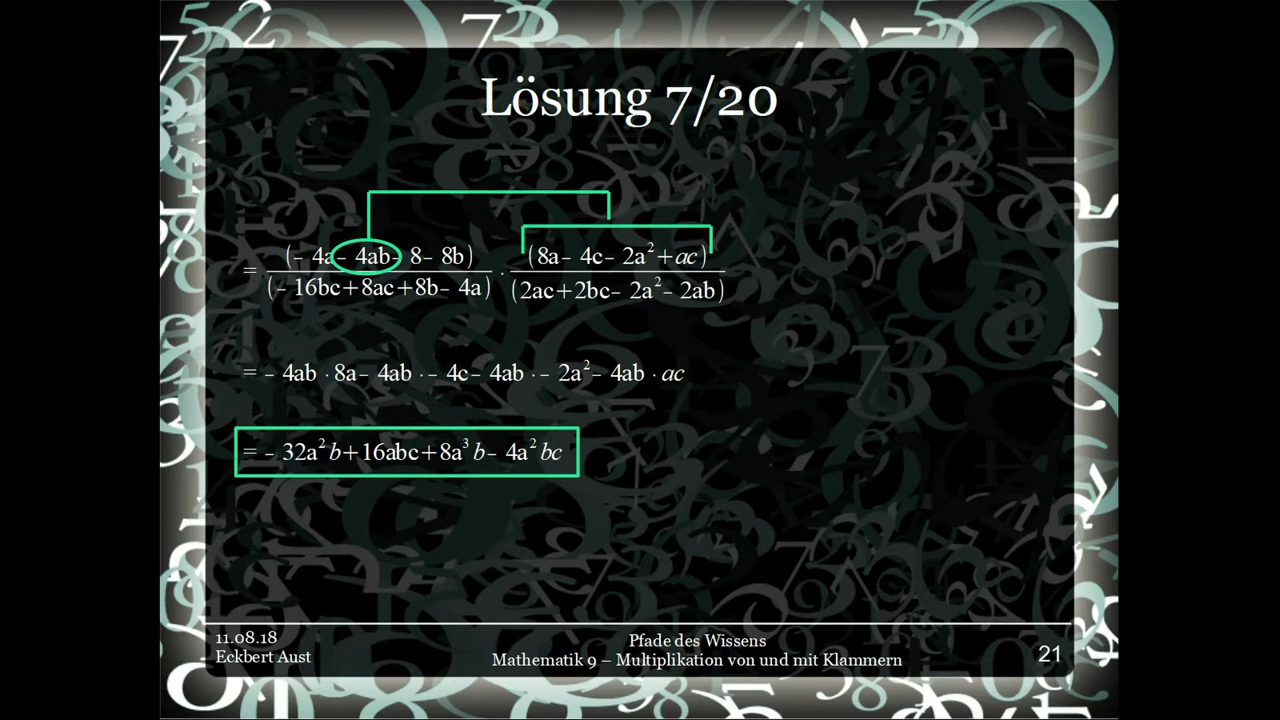 Lösung 7/20
= (– 4a– 4ab– 8– 8b) / (– 16bc+8ac+8b– 4a) · (8a– 4c– 2a²+ac) / (2ac+2bc– 2a²– 2ab)
= – 4ab · 8a– 4ab · – 4c– 4ab · – 2a²– 4ab · ac
= – 32a²b+16abc+8a³b– 4a²bc
11.08.18
Eckbert Aust
Pfade des Wissens
Mathematik 9 – Multiplikation von und mit Klammern
21